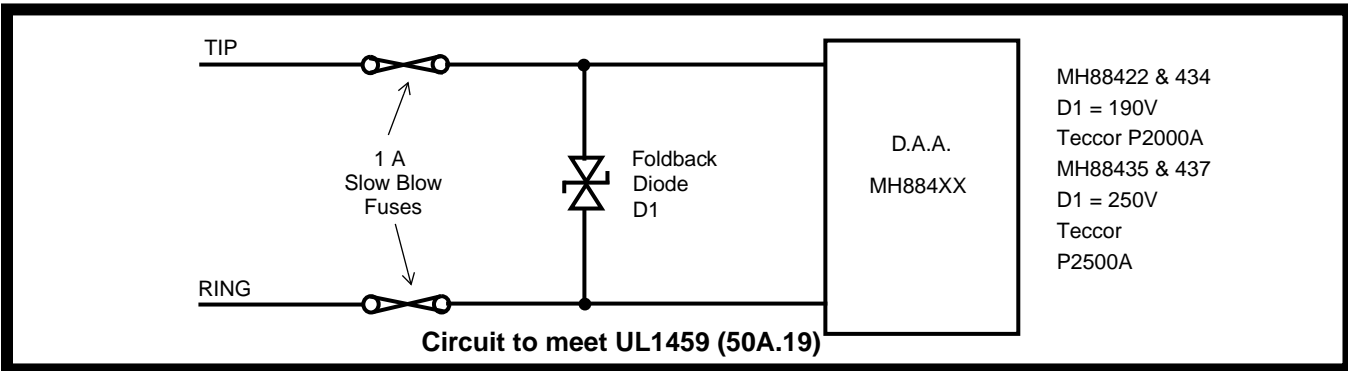 TIP
1 A
Slow Blow
Fuses
RING
Foldback
Diode
D1
D.A.A.
MH884XX
MH88422 & 434
D1 = 190V
Teccor P2000A
MH88435 & 437
D1 = 250V
Teccor
P2500A
Circuit to meet UL1459 (50A.19)